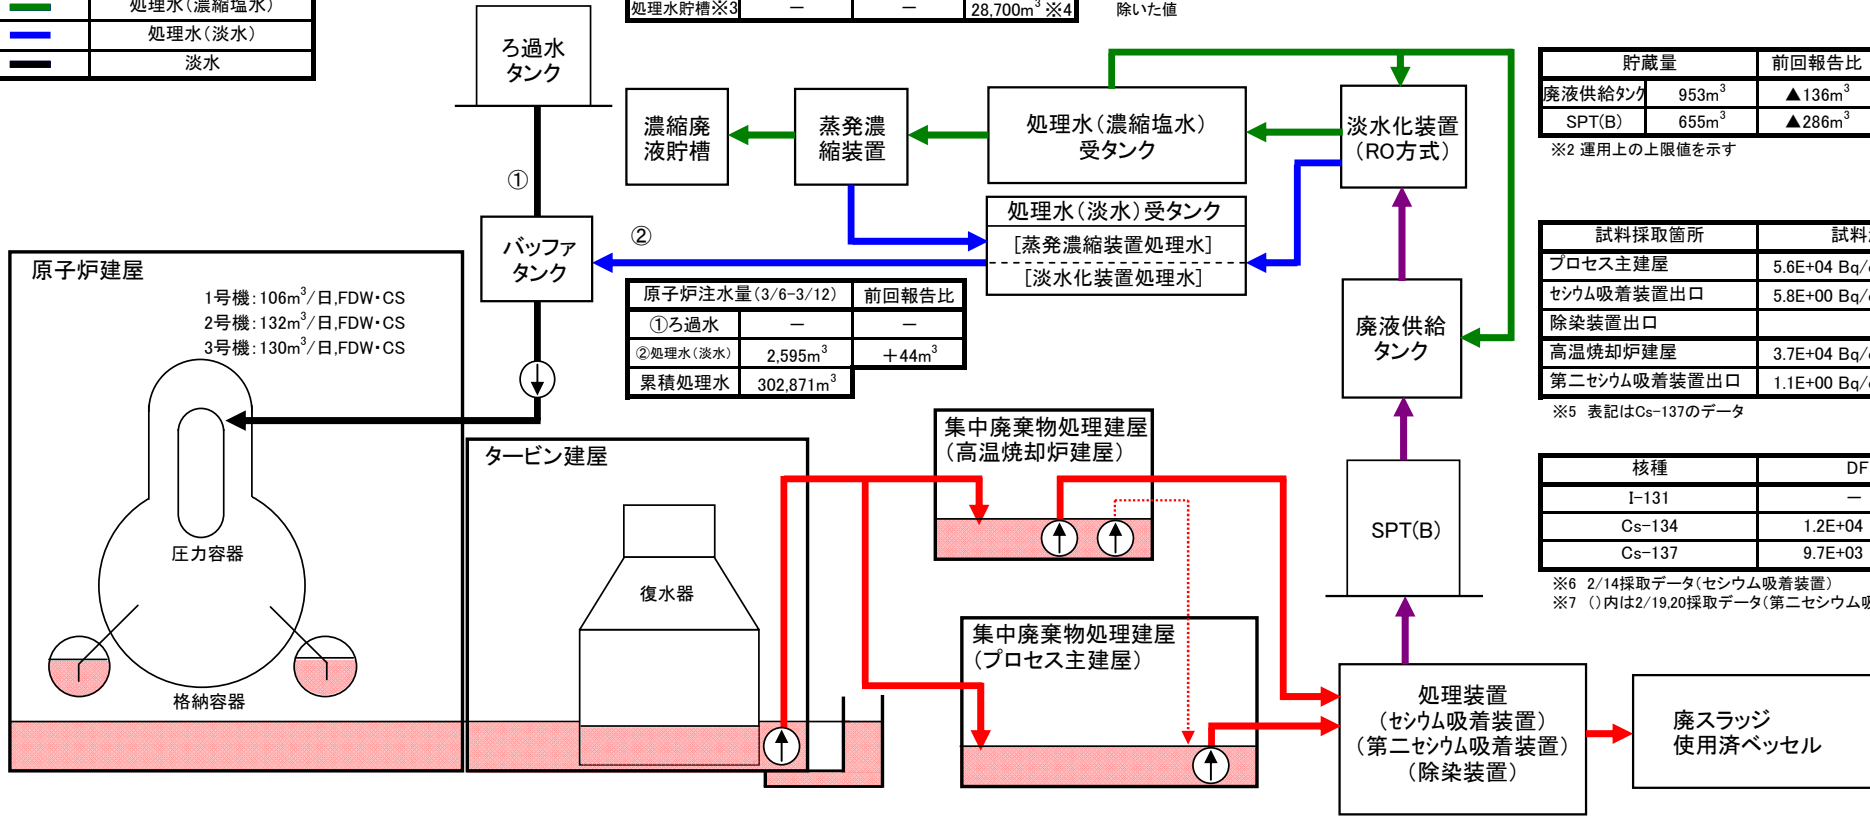 処理水(濃縮塩水)
処理水(淡水)
淡水
処理水貯槽※3 － － 28,700m³ ※4
除いた値
ろ過水
タンク
濃縮廃
液貯槽
蒸発濃
縮装置
処理水(濃縮塩水)
受タンク
淡水化装置
(RO方式)
貯蔵量 前回報告比
廃液供給タンク 953m³ ▲136m³
SPT(B) 655m³ ▲286m³
※2 運用上の上限値を示す
①
バッファ
タンク
②
処理水(淡水)受タンク
[蒸発濃縮装置処理水]
[淡水化装置処理水]
原子炉建屋
1号機:106m³/日,FDW・CS
2号機:132m³/日,FDW・CS
3号機:130m³/日,FDW・CS
原子炉注水量(3/6-3/12) 前回報告比
①ろ過水 － －
②処理水(淡水) 2,595m³ ＋44m³
累積処理水 302,871m³
廃液供給
タンク
試料採取箇所 試料
プロセス主建屋 5.6E+04 Bq/
セシウム吸着装置出口 5.8E+00 Bq/
除染装置出口
高温焼却炉建屋 3.7E+04 Bq/
第二セシウム吸着装置出口 1.1E+00 Bq/
※5 表記はCs-137のデータ
タービン建屋
集中廃棄物処理建屋
(高温焼却炉建屋)
核種 DF
I-131 －
Cs-134 1.2E+04
Cs-137 9.7E+03
※6 2/14採取データ(セシウム吸着装置)
※7 ()内は2/19,20採取データ(第二セシウム
SPT(B)
圧力容器
復水器
格納容器
集中廃棄物処理建屋
(プロセス主建屋)
処理装置
(セシウム吸着装置)
(第二セシウム吸着装置)
(除染装置)
廃スラッジ
使用済ベッセル